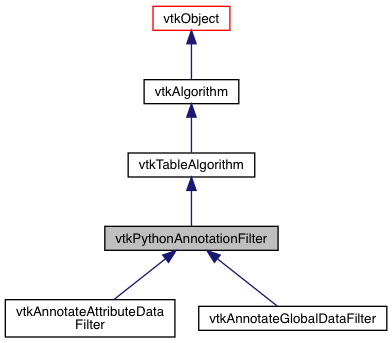 vtkObject
vtkAlgorithm
vtkTableAlgorithm
vtkPythonAnnotationFilter
vtkAnnotateAttributeData
Filter
vtkAnnotateGlobalDataFilter